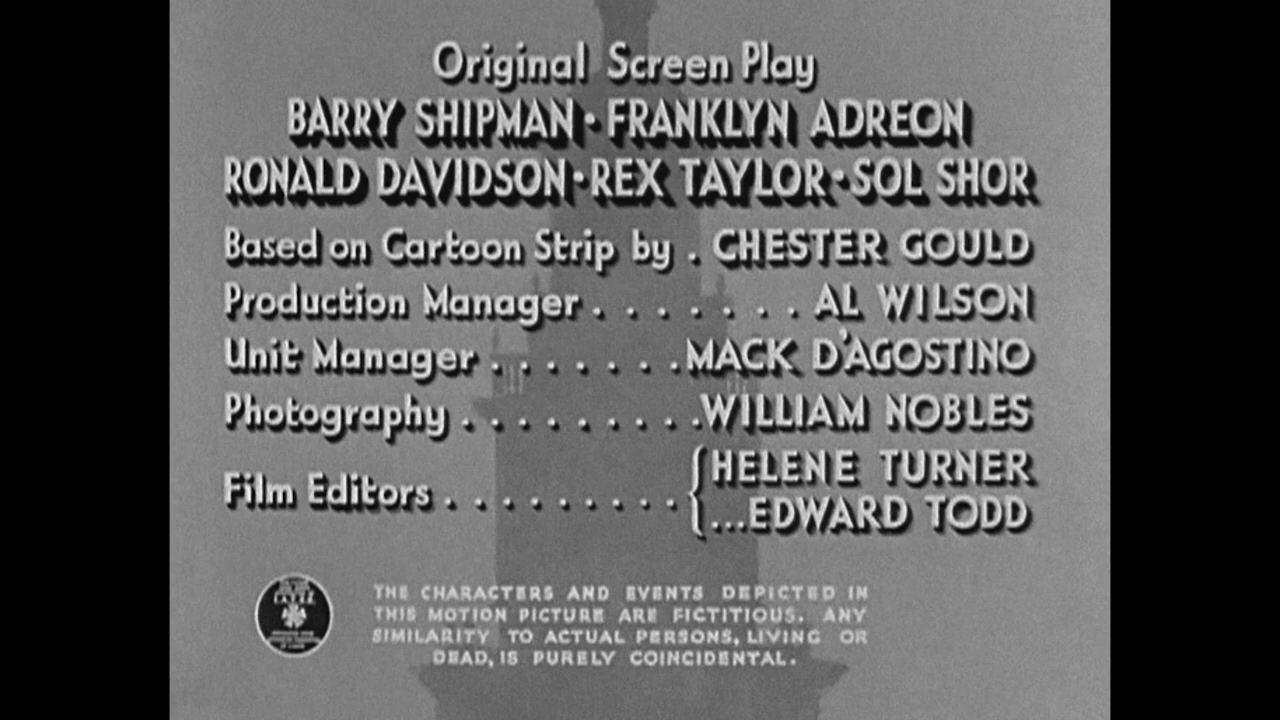 Original Screen Play
BARRY SHIPMAN · FRANKLYN ADREON
RONALD DAVIDSON · REX TAYLOR · SOL SHOR
Based on Cartoon Strip by . CHESTER GOULD
Production Manager . . . . . . . AL WILSON
Unit Manager . . . . . . . MACK D'AGOSTINO
Photography . . . . . . . . . WILLIAM NOBLES
Film Editors . . . . . . . . { HELENE TURNER
...EDWARD TODD
THE CHARACTERS AND EVENTS DEPICTED IN
THIS MOTION PICTURE ARE FICTITIOUS. ANY
SIMILARITY TO ACTUAL PERSONS, LIVING OR
DEAD, IS PURELY COINCIDENTAL.